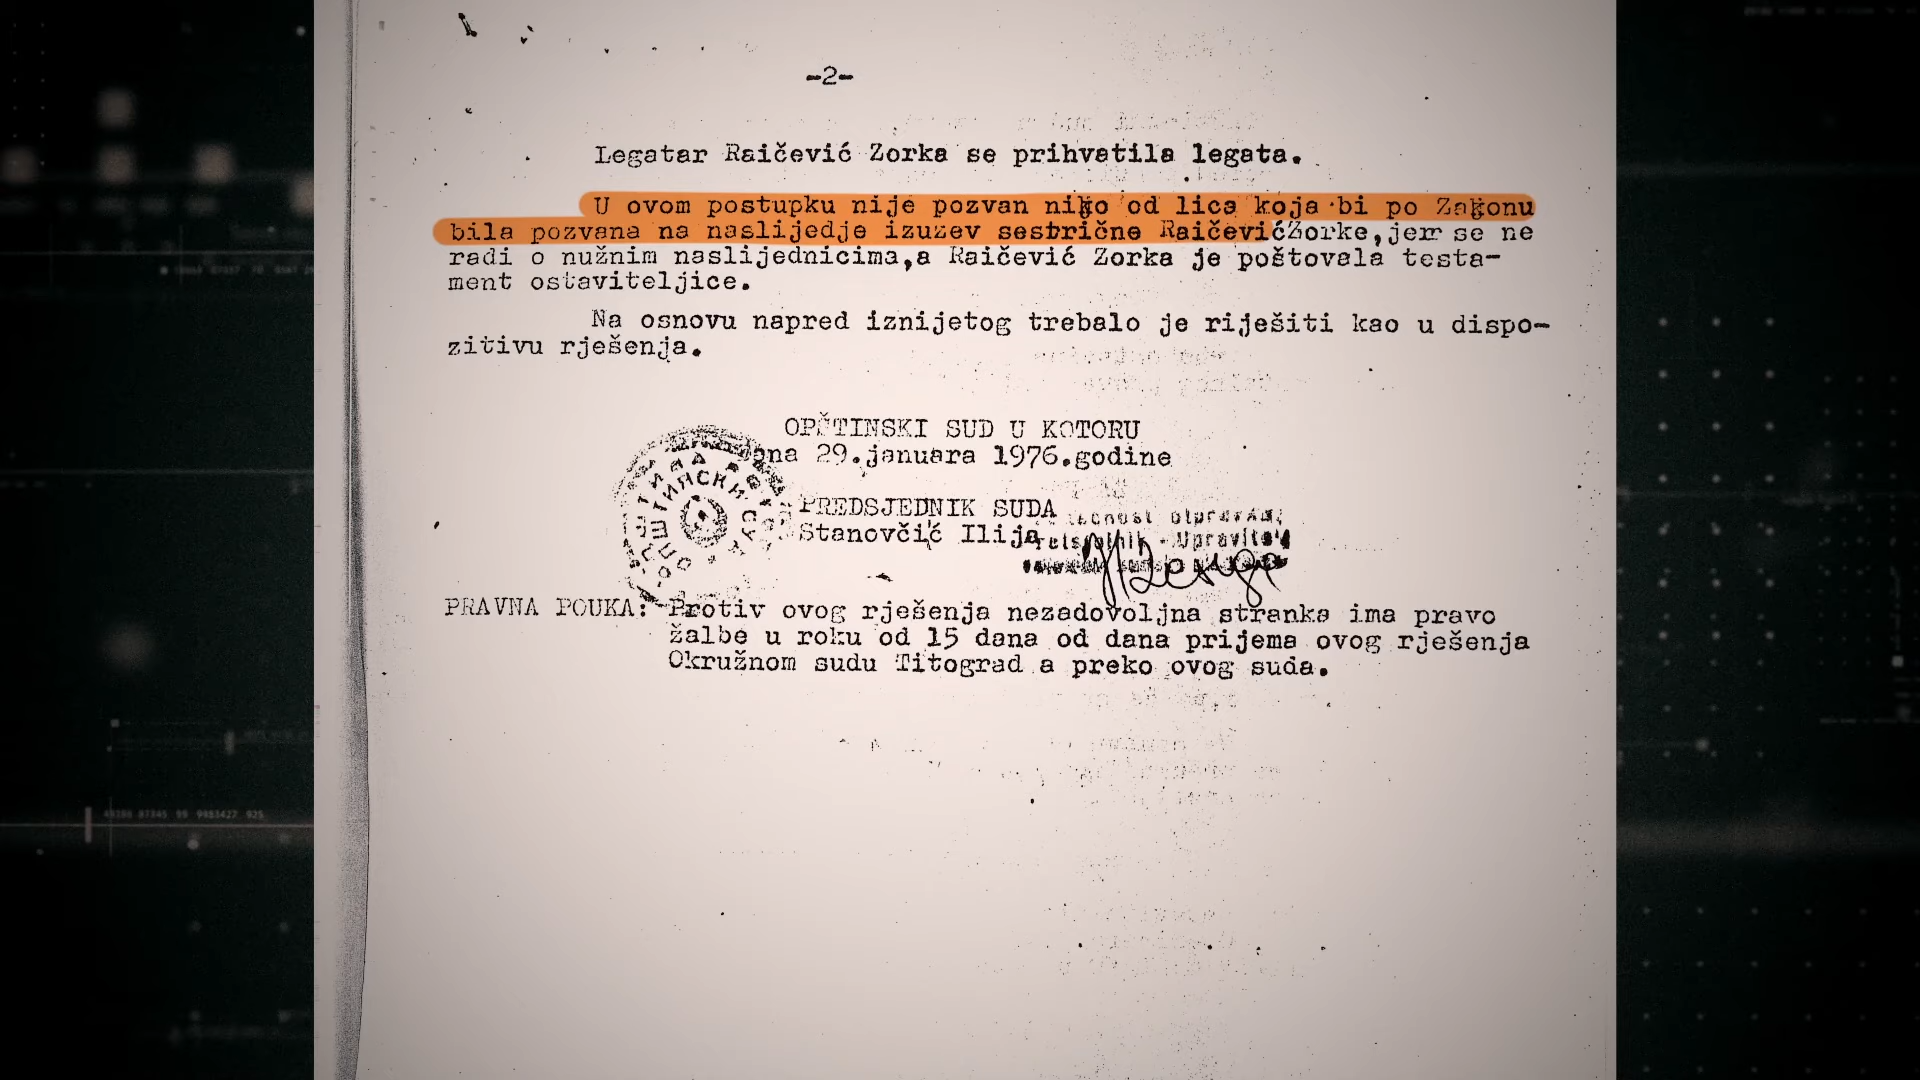 -2-
Legatar Raičević Zorka se prihvatila legata.
U ovom postupku nije pozvan niko od lica koja bi po Zakonu
bila pozvana na naslijedje izuzev sestrične RaičevićZorke,jer se ne
radi o nužnim naslijednicima,a Raičević Zorka je poštovala testa-
ment ostaviteljice.
Na osnovu napred iznijetog trebalo je riješiti kao u dispo-
zitivu rješenja.
OPŠTINSKI SUD U KOTORU
Dana 29.januara 1976.godine
PREDSJEDNIK SUDA
Stanovčić Ilija
PRAVNA POUKA: Protiv ovog rješenja nezadovoljna stranka ima pravo
žalbe u roku od 15 dana od dana prijema ovog rješenja
Okružnom sudu Titograd a preko ovog suda.